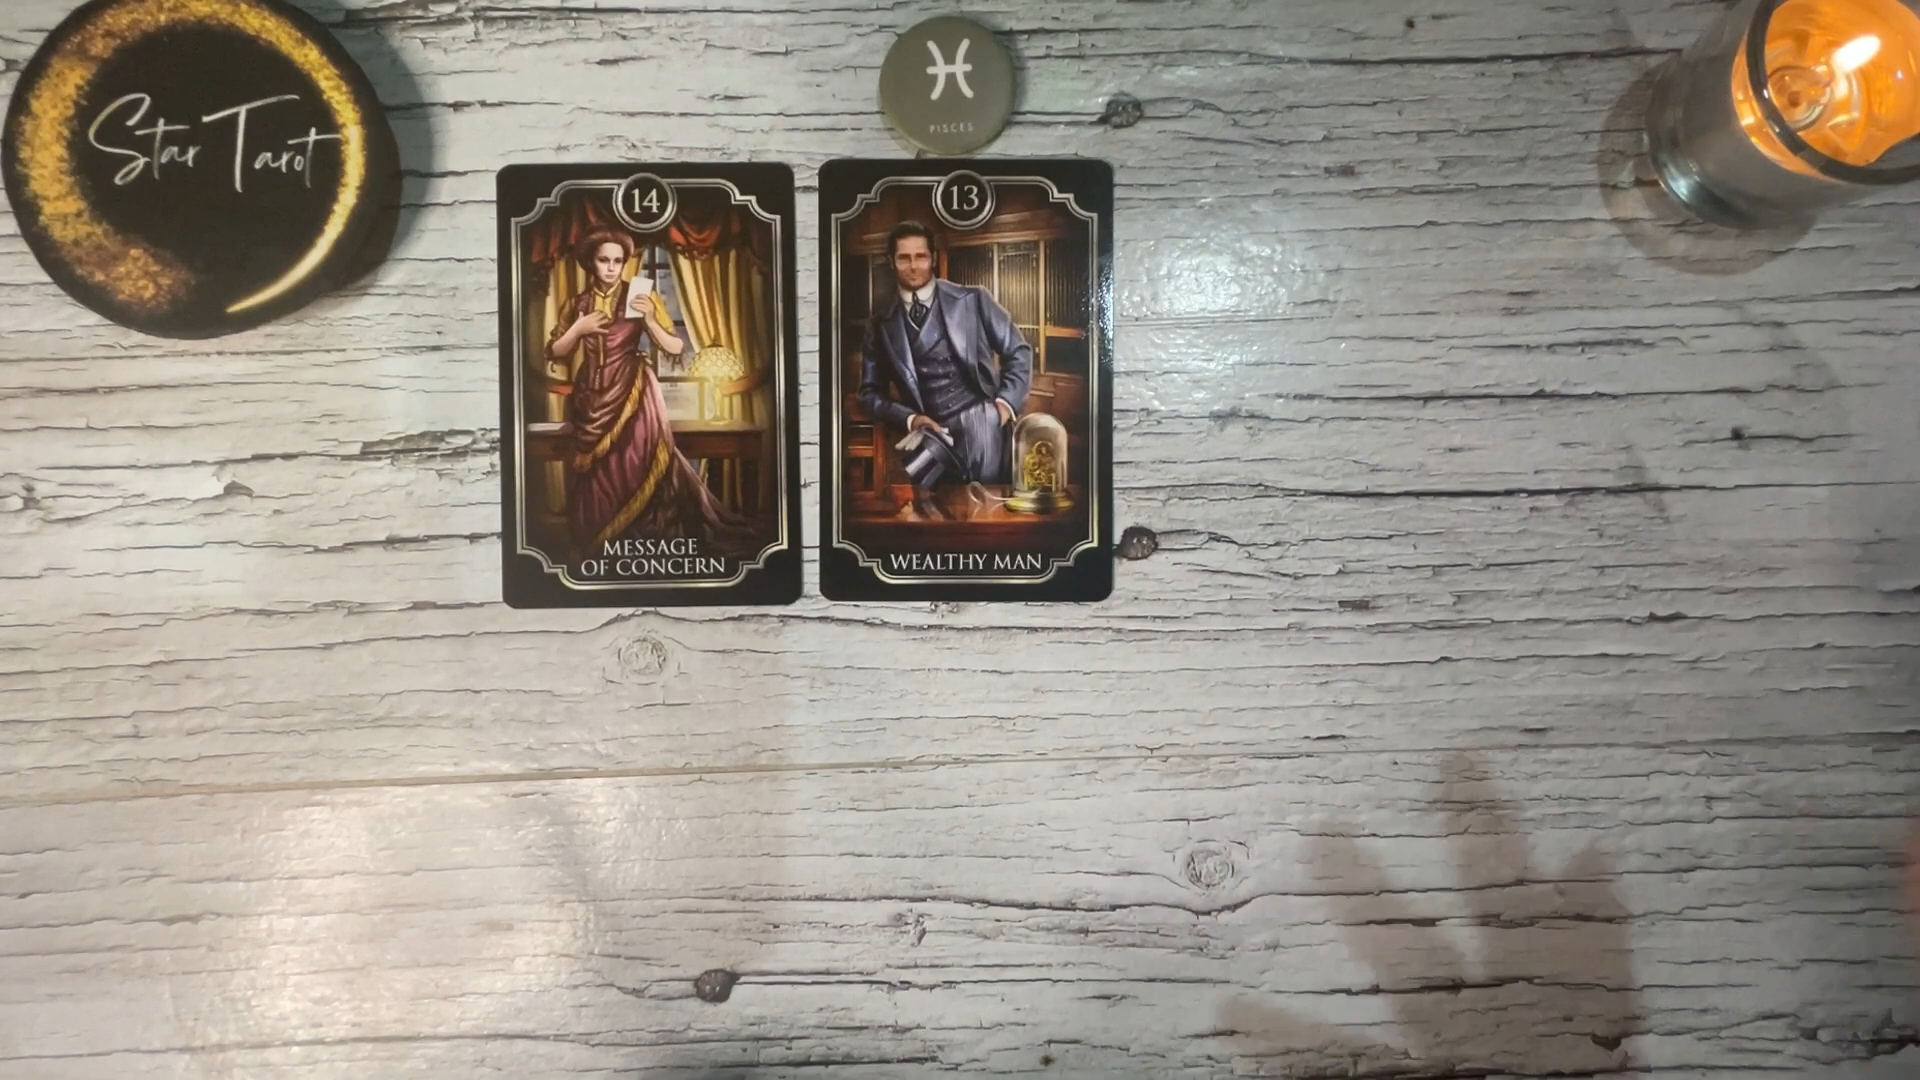 Star Tarot
PISCES
14
MESSAGE
OF CONCERN
13
WEALTHY MAN